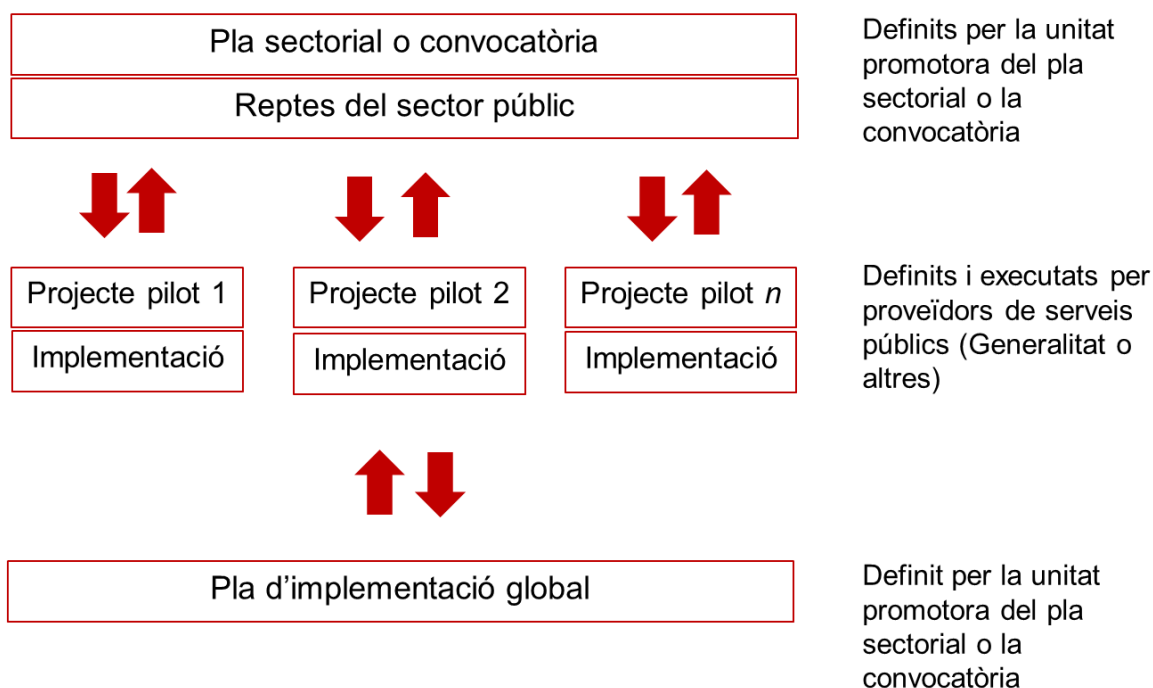 Pla sectorial o convocatòria
Reptes del sector públic
Definits per la unitat
promotora del pla
sectorial o la
convocatòria
Projecte pilot 1
Implementació
Projecte pilot 2
Implementació
Projecte pilot n
Implementació
Definits i executats per
proveïdors de serveis
públics (Generalitat o
altres)
Pla d’implementació global
Definit per la unitat
promotora del pla
sectorial o la
convocatòria